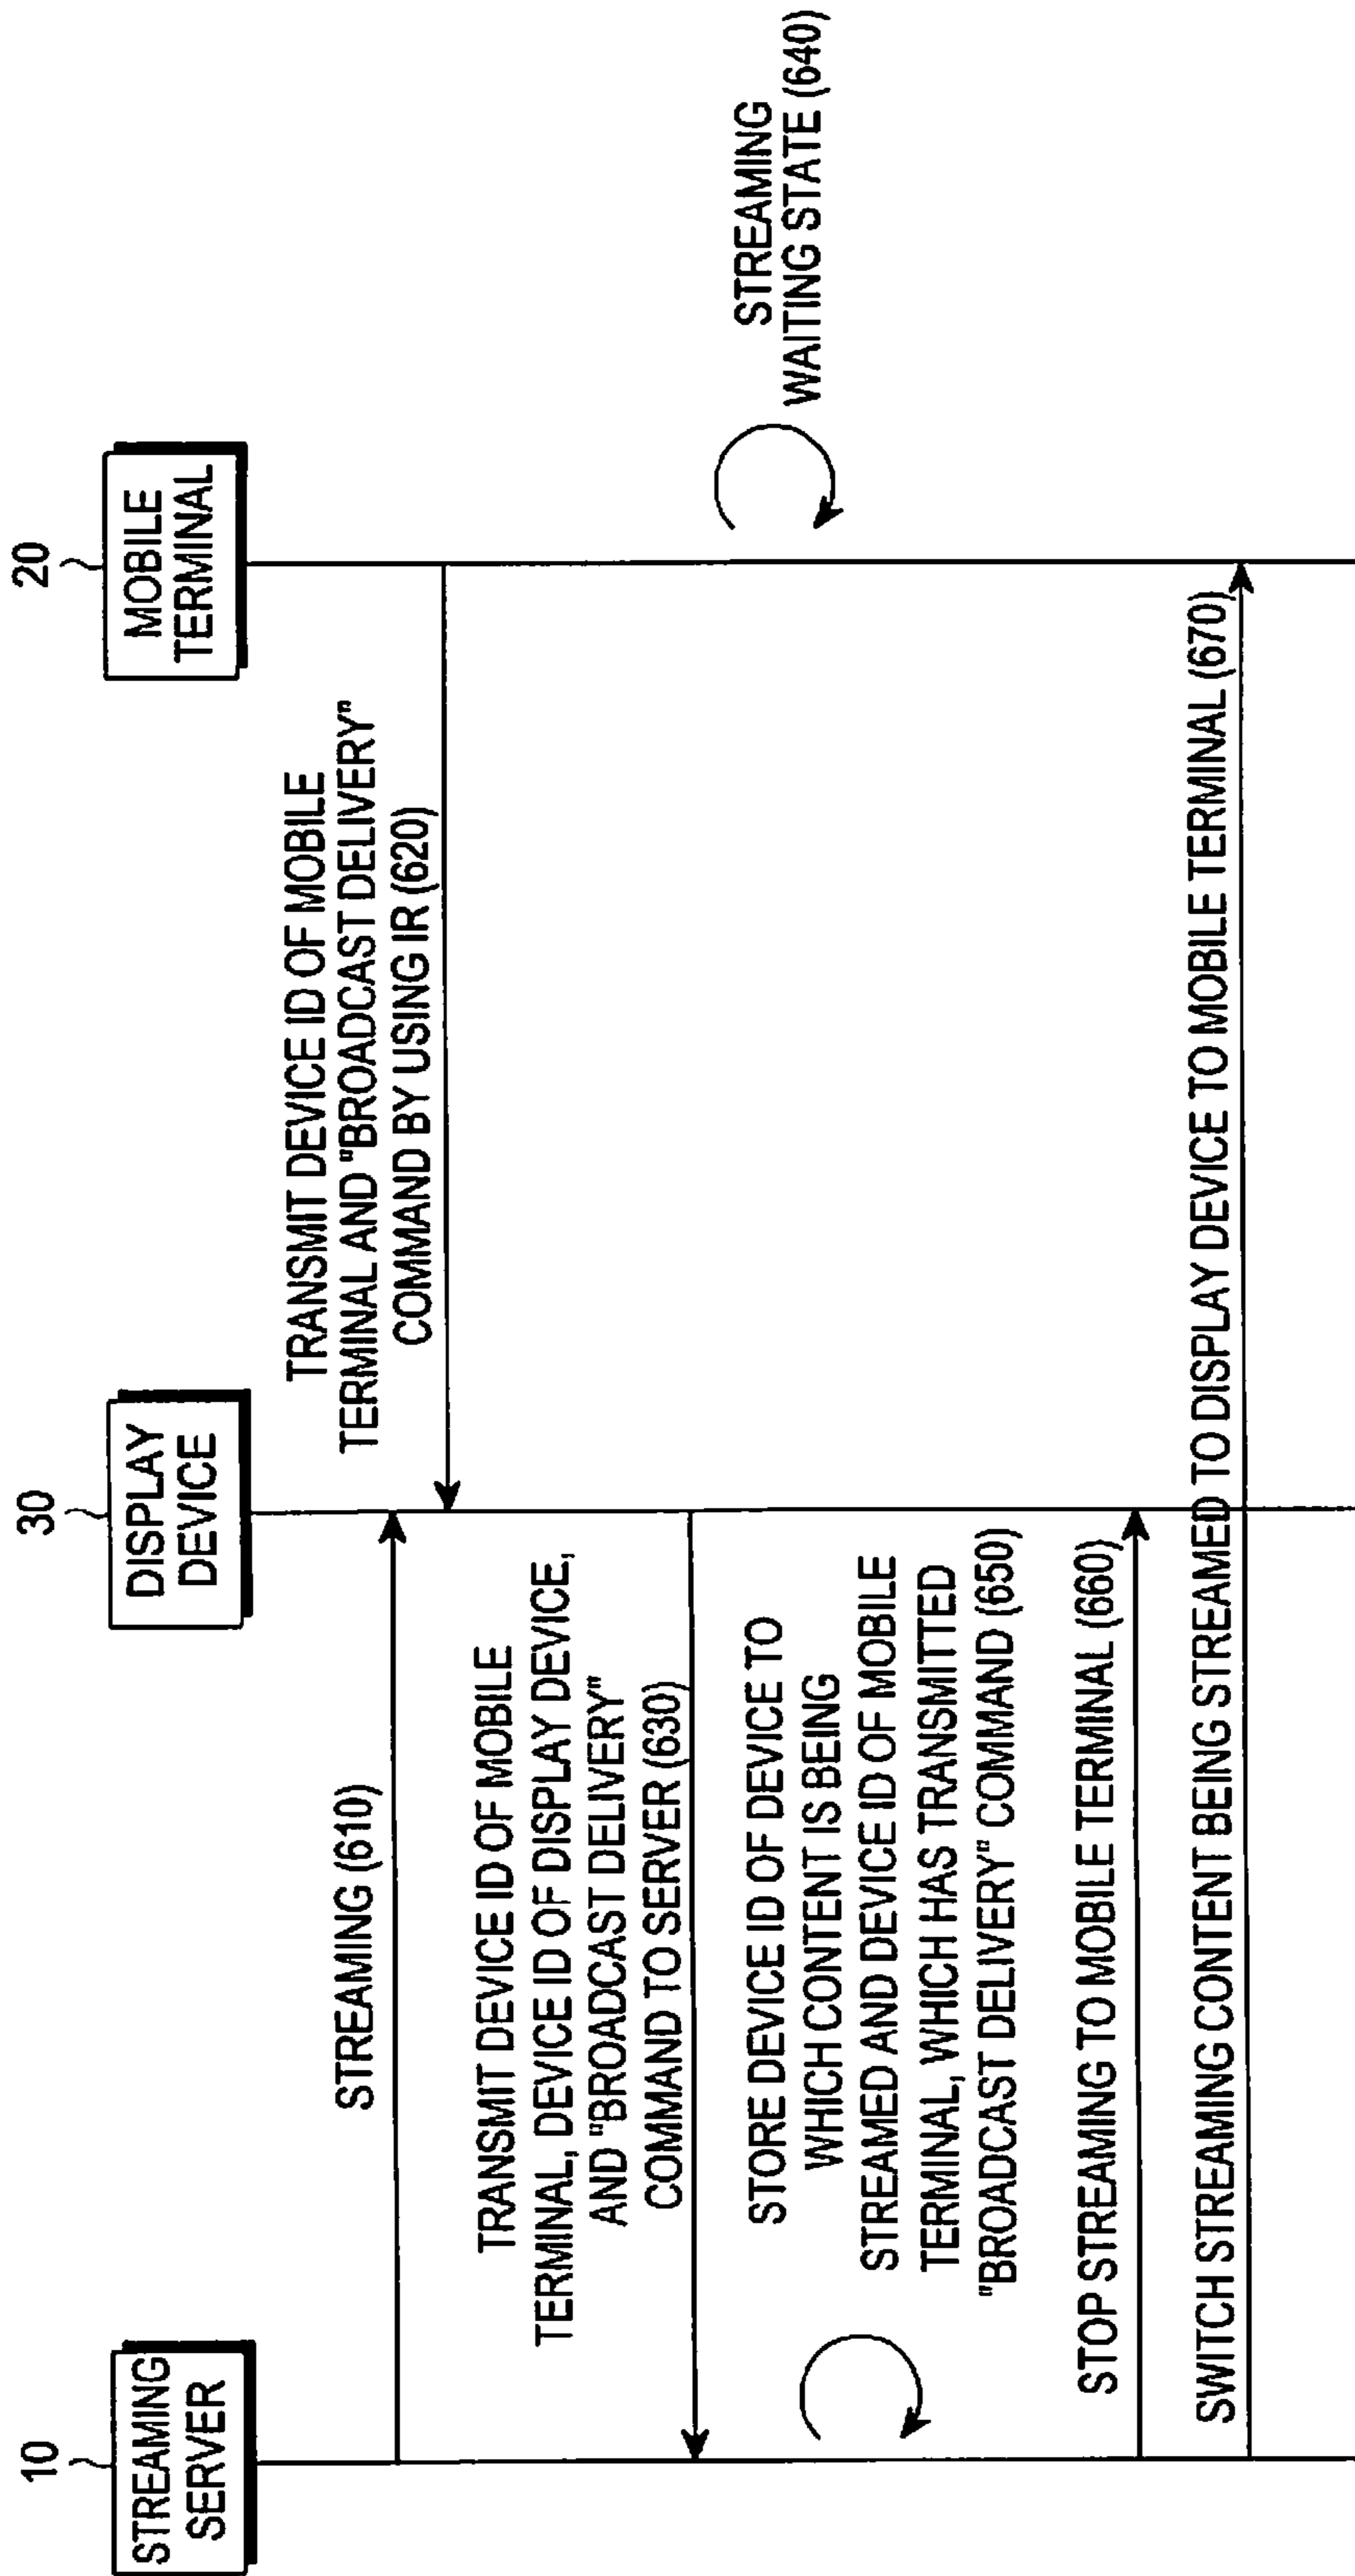 10
STREAMING
SERVER
30
DISPLAY
DEVICE
20
MOBILE
TERMINAL
STREAMING (610)
TRANSMIT DEVICE ID OF MOBILE
TERMINAL AND "BROADCAST DELIVERY"
COMMAND BY USING IR (620)
TRANSMIT DEVICE ID OF MOBILE
TERMINAL, DEVICE ID OF DISPLAY DEVICE,
AND "BROADCAST DELIVERY"
COMMAND TO SERVER (630)
STREAMING
WAITING STATE (640)
STORE DEVICE ID OF DEVICE TO
WHICH CONTENT IS BEING
STREAMED AND DEVICE ID OF MOBILE
TERMINAL, WHICH HAS TRANSMITTED
"BROADCAST DELIVERY" COMMAND (650)
STOP STREAMING TO MOBILE TERMINAL (660)
SWITCH STREAMING CONTENT BEING STREAMED TO DISPLAY DEVICE TO MOBILE TERMINAL (670)